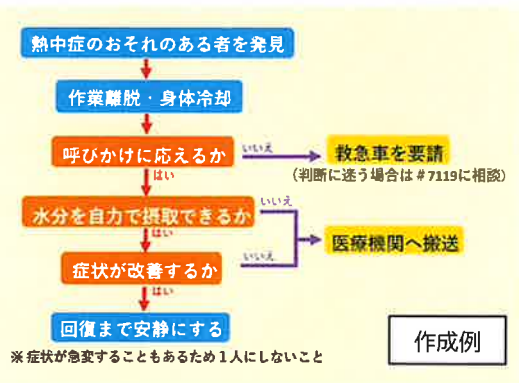 熱中症のおそれのある者を発見
作業離脱・身体冷却
呼びかけに応えるか
いいえ
救急車を要請
(判断に迷う場合は#7119に相談)
はい
水分を自力で摂取できるか
いいえ
はい
医療機関へ搬送
症状が改善するか
いいえ
はい
回復まで安静にする
※症状が急変することもあるため1人にしないこと
作成例